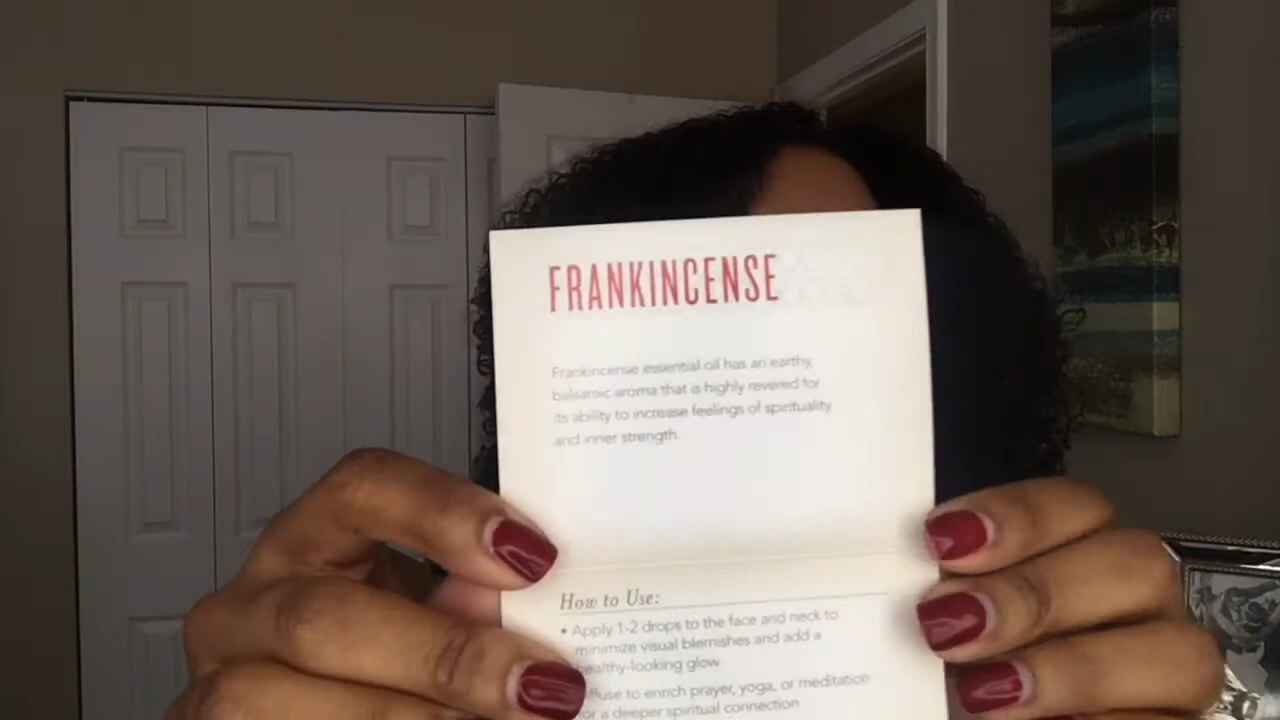 FRANKINCENSE
Frankincense essential oil has an earthy,
balsamic aroma that is highly revered for
its ability to increase feelings of spirituality
and inner strength.
How to Use:
• Apply 1-2 drops to the face and neck to
minimize visual blemishes and add a
healthy-looking glow
iffuse to enrich prayer, yoga, or meditation
for a deeper spiritual connection